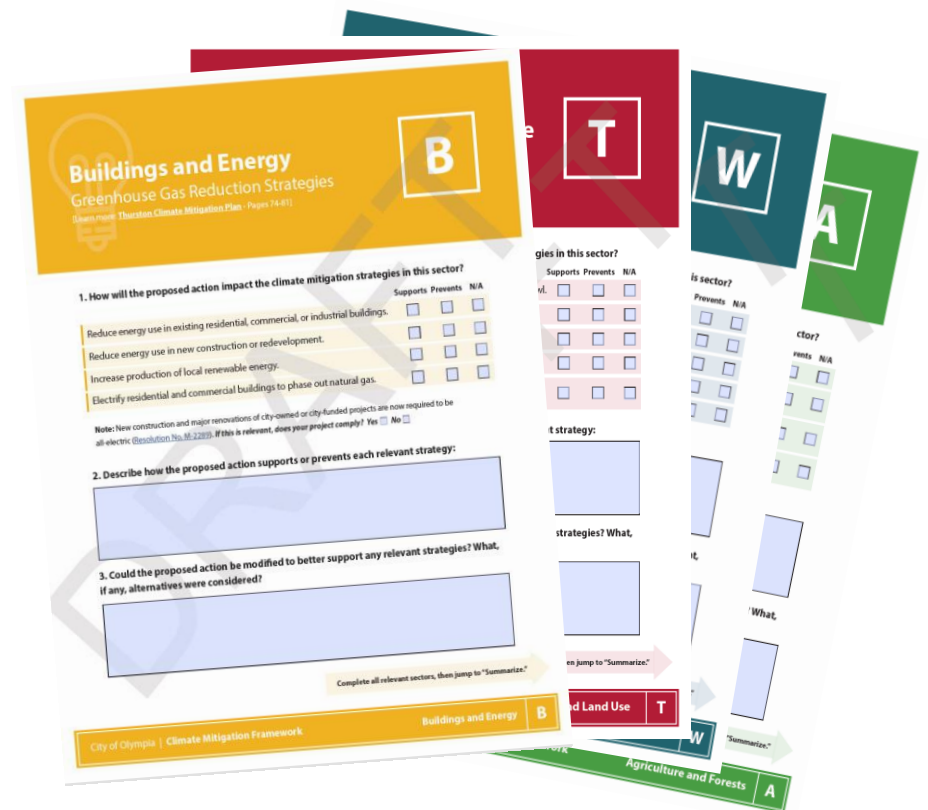 Buildings and Energy
Greenhouse Gas Reduction Strategies
[Learn more: Thurston Climate Mitigation Plan - Pages 74-81]
B
1. How will the proposed action impact the climate mitigation strategies in this sector?
Supports Prevents N/A
Reduce energy use in existing residential, commercial, or industrial buildings.
Reduce energy use in new construction or redevelopment.
Increase production of local renewable energy.
Electrify residential and commercial buildings to phase out natural gas.
Note: New construction and major renovations of city-owned or city-funded projects are now required to be
all-electric (Resolution No. M-2289). If this is relevant, does your project comply? Yes No
2. Describe how the proposed action supports or prevents each relevant strategy:
3. Could the proposed action be modified to better support any relevant strategies? What,
if any, alternatives were considered?
Complete all relevant sectors, then jump to "Summarize."
City of Olympia | Climate Mitigation Framework
Buildings and Energy B
DRAFT
T
gies in this sector?
Supports Prevents N/A
wl.
t strategy:
strategies? What,
en jump to "Summarize."
nd Land Use T
W
is sector?
Prevents N/A
W
A
ctor?
vents N/A
What,
"Summarize."
Agriculture and Forests A